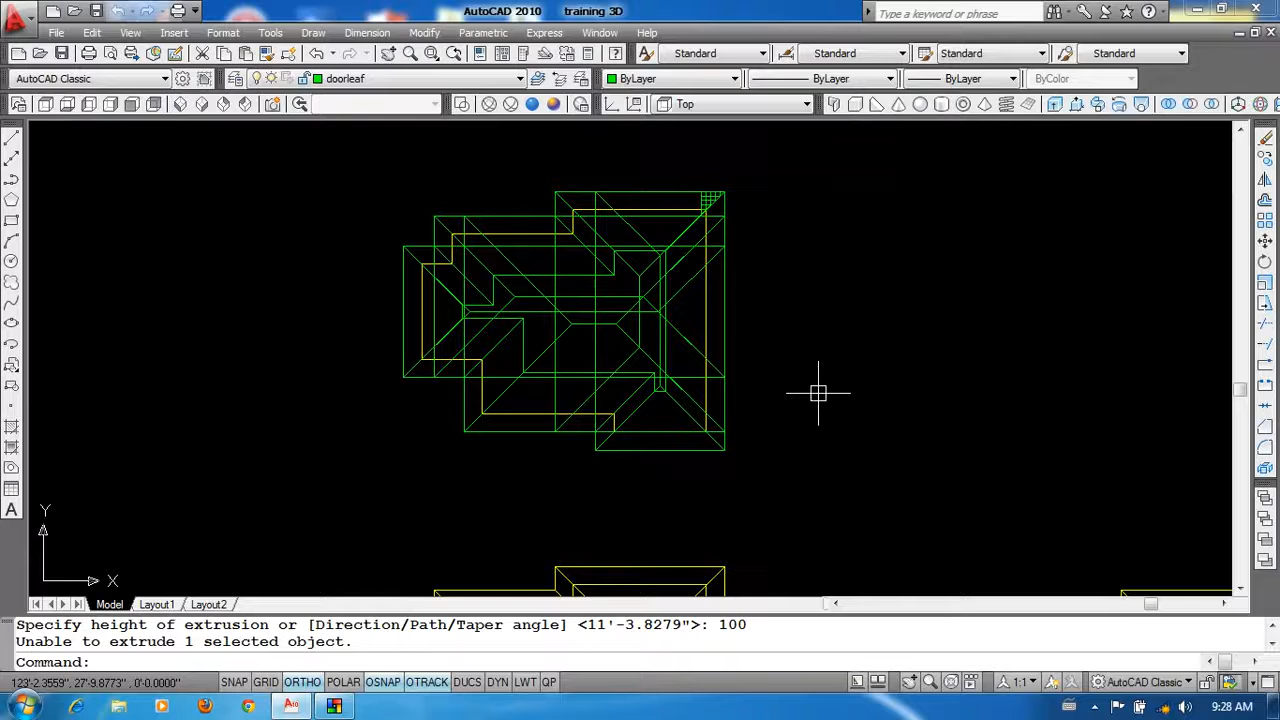 AutoCAD 2010 training 3D
Type a keyword or phrase
File Edit View Insert Format Tools Draw Dimension Modify Parametric Express Window Help
Standard Standard Standard Standard
AutoCAD Classic doorleaf ByLayer ByLayer ByLayer ByColor
Top
Y
X
Model Layout1 Layout2
Specify height of extrusion or [Direction/Path/Taper angle] <11'-3.8279">: 100
Unable to extrude 1 selected object.
Command:
123'-2.3559", 27'-9.8773", 0'-0.0000" SNAP GRID ORTHO POLAR OSNAP OTRACK DUCS DYN LWT QP 1:1 AutoCAD Classic
9:28 AM